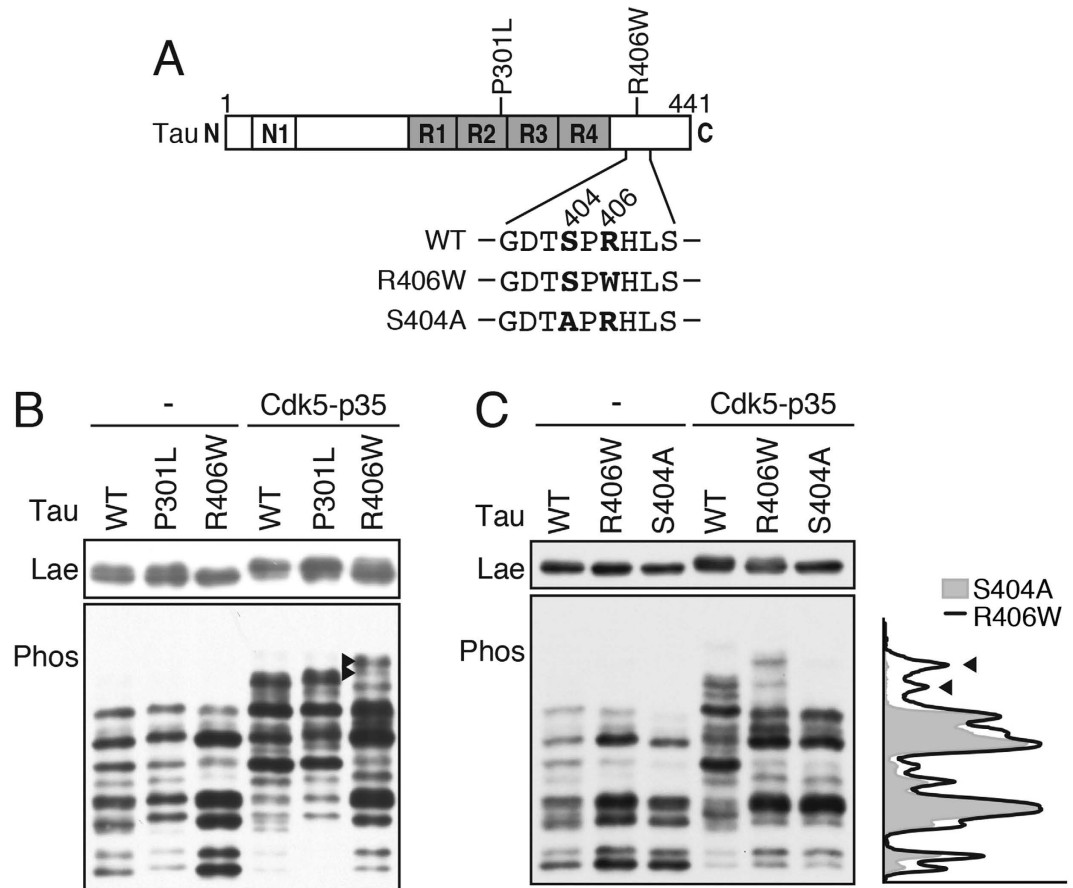 A
P301L
R406W
1
441
Tau N
N1
R1
R2
R3
R4
C
404
406
WT –GDTSPRHLS–
R406W –GDTSPWHLS–
S404A –GDTAPRHLS–
B
-
Cdk5-p35
Tau
WT
P301L
R406W
WT
P301L
R406W
Lae
Phos
C
-
Cdk5-p35
Tau
WT
R406W
S404A
WT
R406W
S404A
Lae
Phos
S404A
R406W